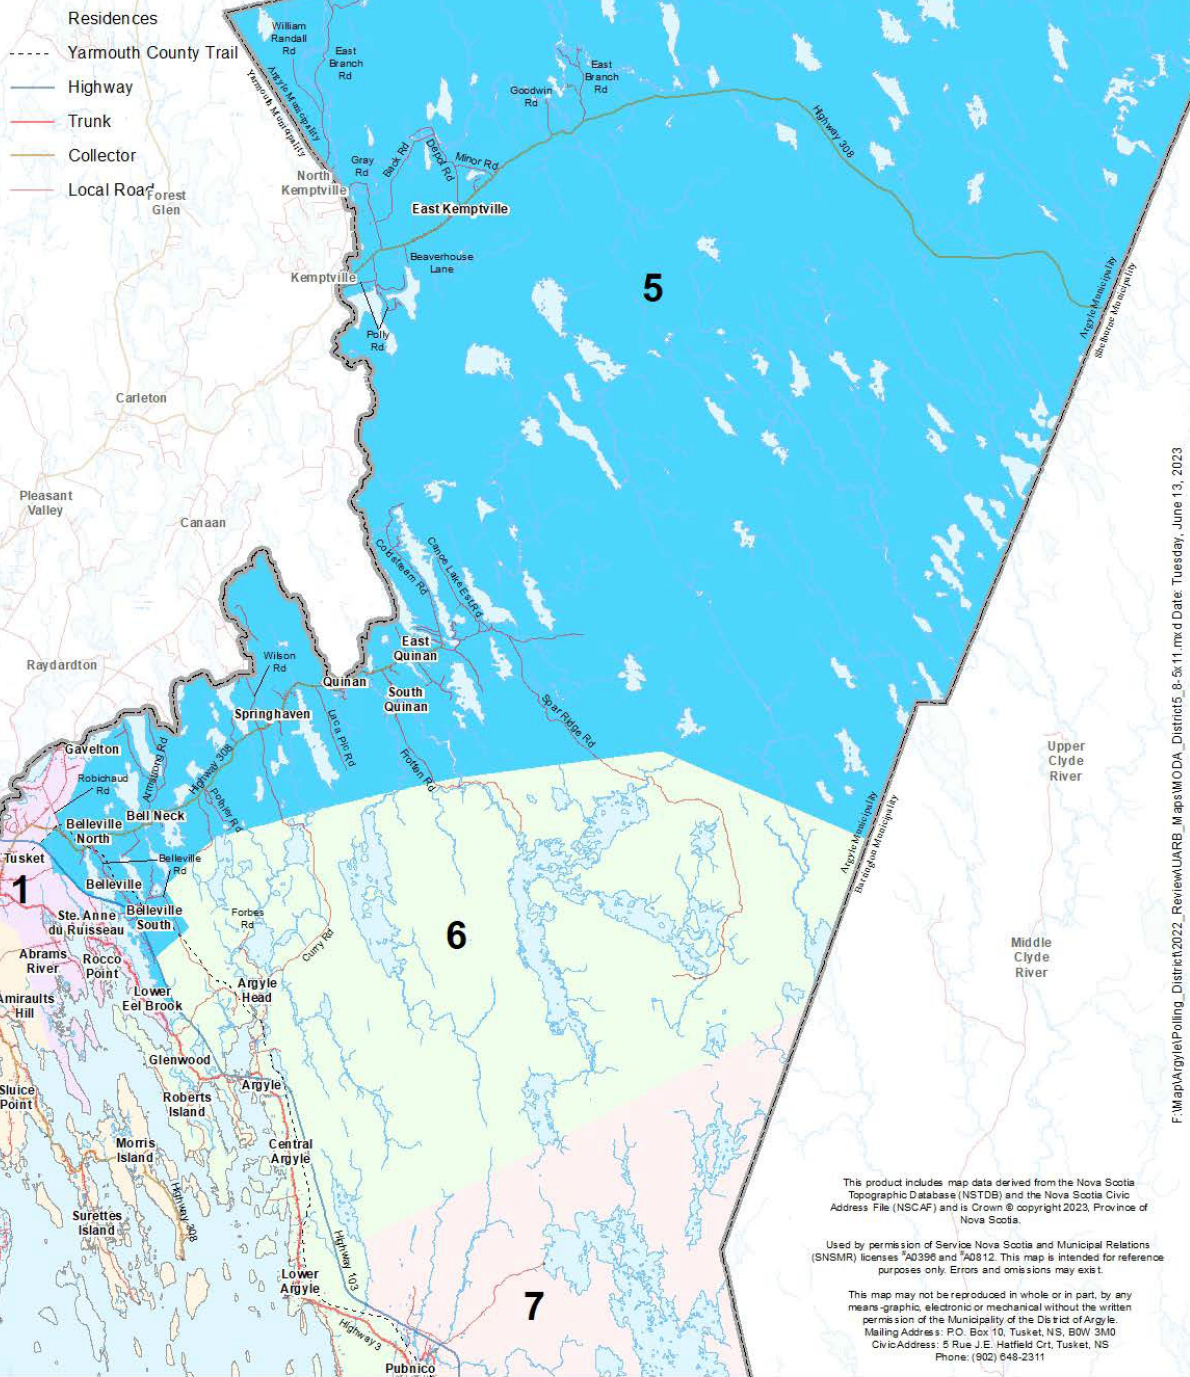 Residences
Yarmouth County Trail
Highway
Trunk
Collector
Local Road
Forest
Glen
William
Randall
Rd
East
Branch
Rd
Argyle Municipality
Yarmouth Municipality
East
Branch
Rd
Goodwin
Rd
Highway 308
Gray
Rd
Back Rd
Depot Rd
Minor Rd
North
Kemptville
East Kemptville
Beaverhouse
Lane
Kemptville
5
Argyle Municipality
Shelburne Municipality
Polly
Rd
Carleton
Pleasant
Valley
Canaan
Coldstream Rd
Canoe Lake Est Rd
East
Quinan
Wilson
Rd
Raydardton
Quinan
South
Quinan
Springhaven
Spar Ridge Rd
Laca Pic Rd
Frotten Rd
Gavelton
Armstrong Rd
Highway 308
Robichaud
Rd
Pothier Rd
Bell Neck
Belleville
North
Upper
Clyde
River
Argyle Municipality
Barrington Municipality
Tusket
Belleville
Rd
1
Belleville
Belleville
South
Ste. Anne
du Ruisseau
Forbes
Rd
Curry Rd
6
Abrams
River
Rocco
Point
Middle
Clyde
River
Argyle
Head
Amiraults
Hill
Lower
Eel Brook
Glenwood
Argyle
Sluice
Point
Roberts
Island
Morris
Island
Central
Argyle
Highway 308
Surettes
Island
Highway 103
Lower
Argyle
7
Highway 3
Pubnico
F:\Map\Argyle\Polling_District\2022_Review\UARB_Maps\MODA_District5_8-5x11.mxd Date: Tuesday, June 13, 2023
This product includes map data derived from the Nova Scotia
Topographic Database (NSTDB) and the Nova Scotia Civic
Address File (NSCAF) and is Crown © copyright 2023, Province of
Nova Scotia.
Used by permission of Service Nova Scotia and Municipal Relations
(SNSMR) licenses #A0396 and #A0812. This map is intended for reference
purposes only. Errors and omissions may exist.
This map may not be reproduced in whole or in part, by any
means -graphic, electronic or mechanical without the written
permission of the Municipality of the District of Argyle.
Mailing Address: P.O. Box 10, Tusket, NS, B0W 3M0
Civic Address: 5 Rue J.E. Hatfield Crt, Tusket, NS
Phone: (902) 648-2311